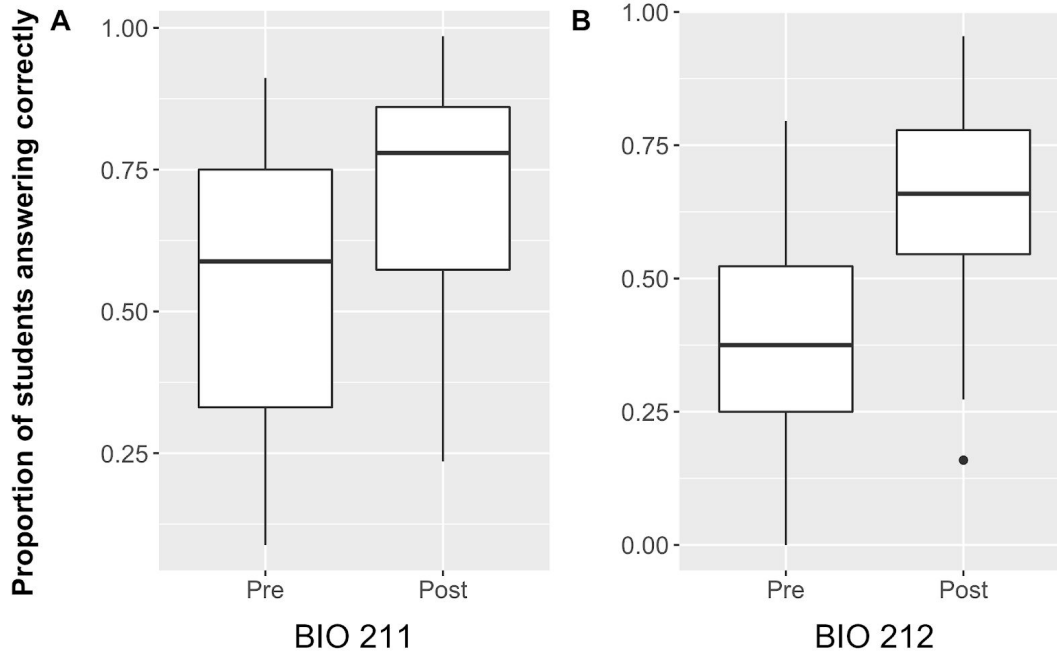 Proportion of students answering correctly
A
1.00
0.75
0.50
0.25
Pre Post
BIO 211
B
1.00
0.75
0.50
0.25
0.00
Pre Post
BIO 212